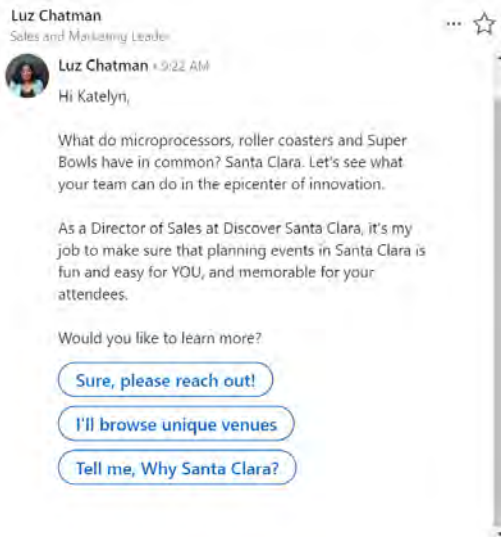 Luz Chatman
Sales and Marketing Leader
Luz Chatman • 9:22 AM
Hi Katelyn,
What do microprocessors, roller coasters and Super
Bowls have in common? Santa Clara. Let's see what
your team can do in the epicenter of innovation.
As a Director of Sales at Discover Santa Clara, it's my
job to make sure that planning events in Santa Clara is
fun and easy for YOU, and memorable for your
attendees.
Would you like to learn more?
Sure, please reach out!
I'll browse unique venues
Tell me, Why Santa Clara?